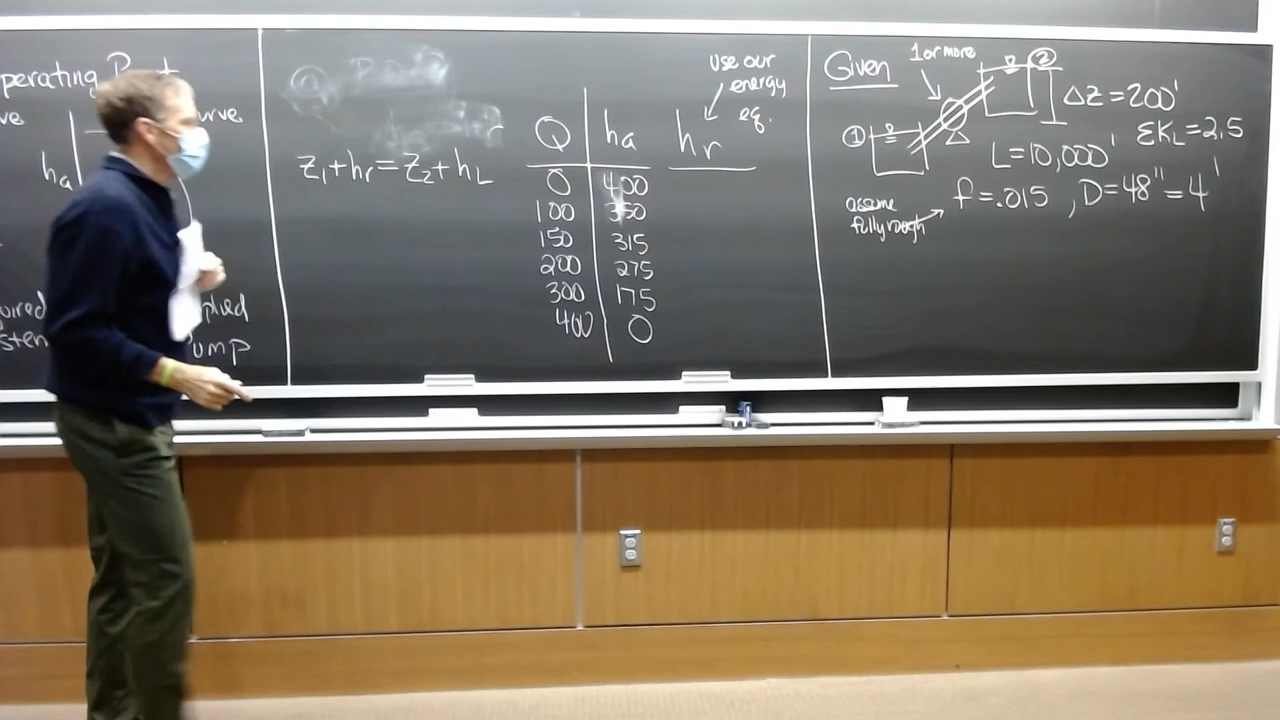 perating P t
ve
urve
ha
uired
plied
sten
ump
z₁+hr=z₂+hL
use our
energy
eq.
Q ha hr
0 400
100 350
150 315
200 275
300 175
400 0
Given
1 or more
①
②
ΔZ=200'
L=10,000'
ΣKL=2.5
f=.015, D=48"=4'
assume
fully rough